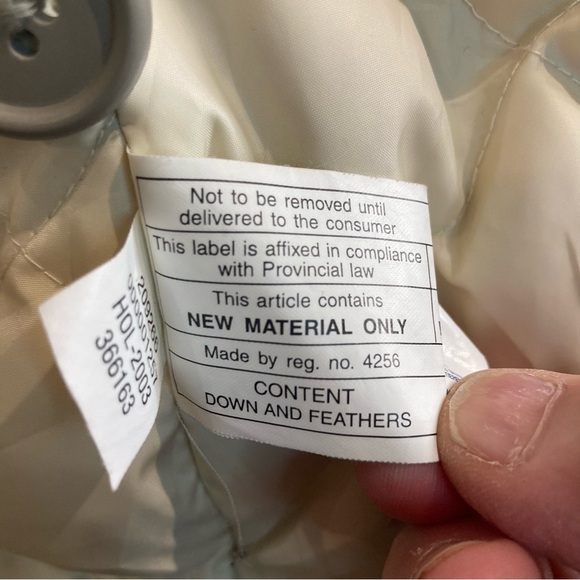 Not to be removed until
delivered to the consumer
This label is affixed in compliance
with Provincial law
This article contains
NEW MATERIAL ONLY
Made by reg. no. 4256
CONTENT
DOWN AND FEATHERS
HOL-2003
366163